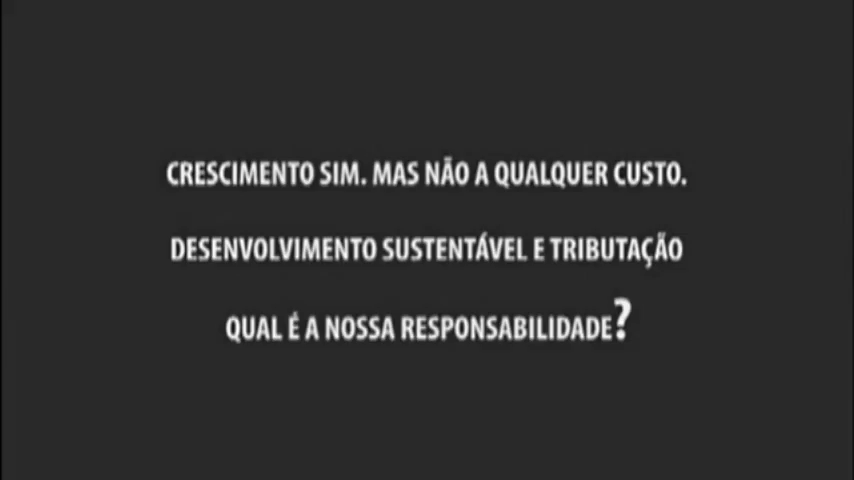 CRESCIMENTO SIM. MAS NÃO A QUALQUER CUSTO.
DESENVOLVIMENTO SUSTENTÁVEL E TRIBUTAÇÃO
QUAL É A NOSSA RESPONSABILIDADE?